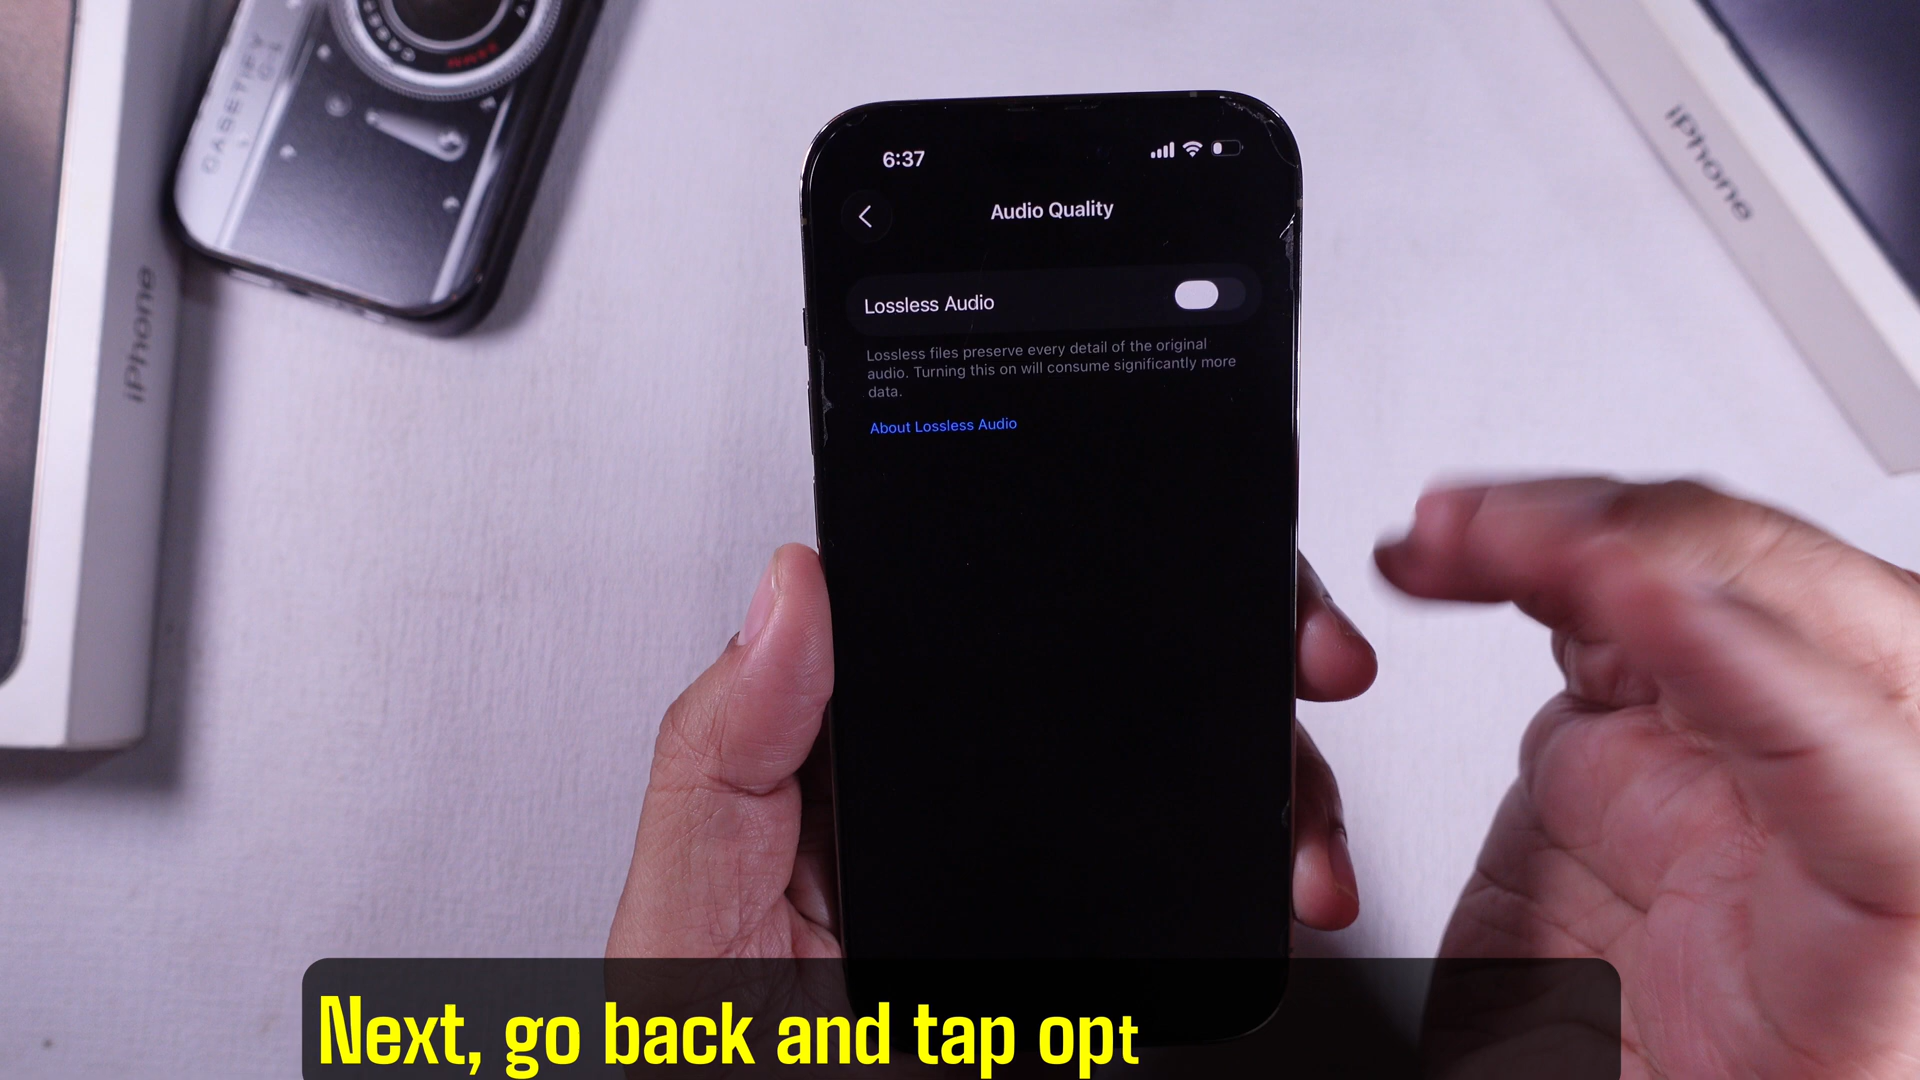 CASETIFY
iPhone
iPhone
6:37
Audio Quality
Lossless Audio
Lossless files preserve every detail of the original
audio. Turning this on will consume significantly more
data.
About Lossless Audio
Next, go back and tap opt